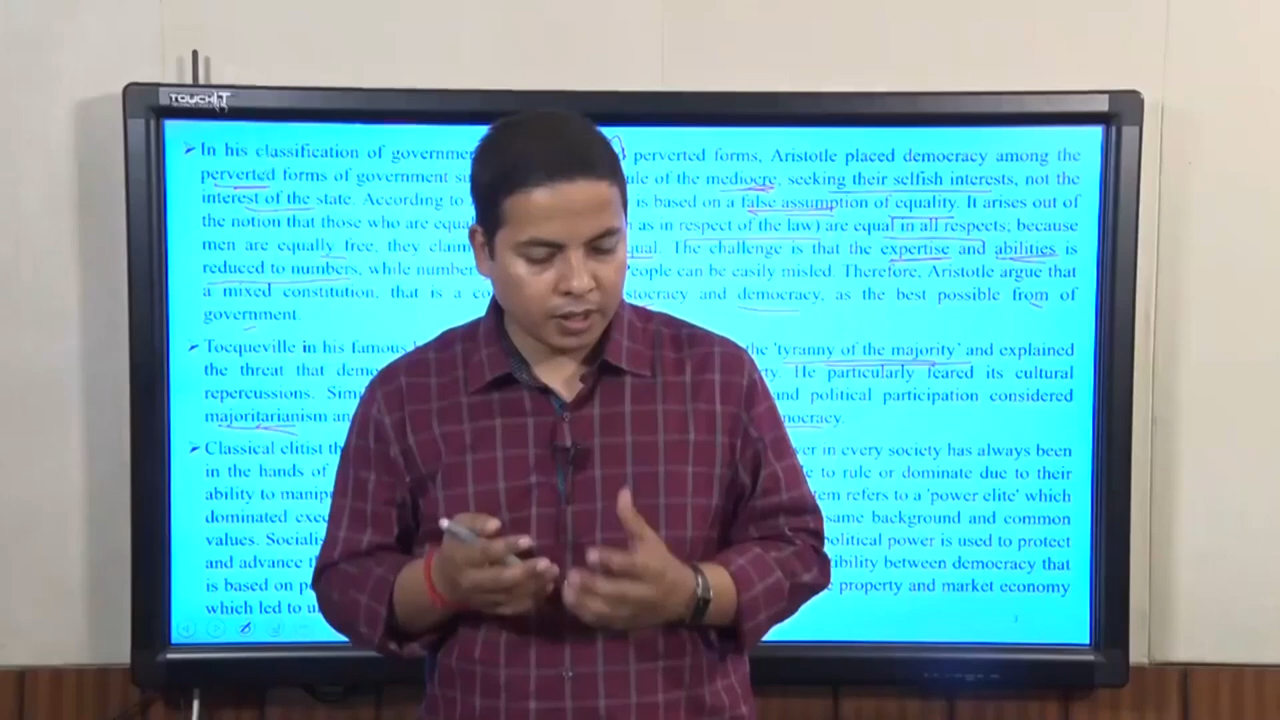 TOUCHIT
➢ In his classification of governme perverted forms, Aristotle placed democracy among the
perverted forms of government su ule of the mediocre, seeking their selfish interests, not the
interest of the state. According to is based on a false assumption of equality. It arises out of
the notion that those who are equa as in respect of the law) are equal in all respects; because
men are equally free, they claim qual. The challenge is that the expertise and abilities is
reduced to numbers, while number eople can be easily misled. Therefore, Aristotle argue that
a mixed constitution, that is a co stocracy and democracy, as the best possible from of
government.
➢ Tocqueville in his famous the 'tyranny of the majority' and explained
the threat that demo ty. He particularly feared its cultural
repercussions. Simi and political participation considered
majoritarianism an mocracy.
➢ Classical elitist th wer in every society has always been
in the hands of e to rule or dominate due to their
ability to manip tem refers to a 'power elite' which
dominated exec same background and common
values. Socialis political power is used to protect
and advance th tibility between democracy that
is based on p e property and market economy
which led to u
3